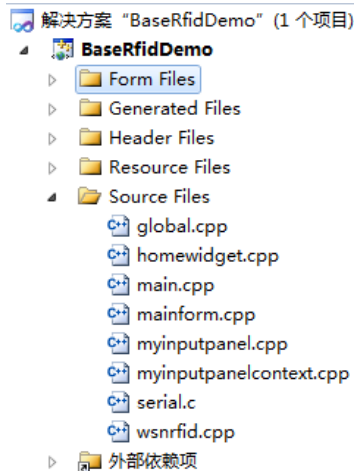 解决方案 "BaseRfidDemo" (1 个项目)
BaseRfidDemo
Form Files
Generated Files
Header Files
Resource Files
Source Files
global.cpp
homewidget.cpp
main.cpp
mainform.cpp
myinputpanel.cpp
myinputpanelcontext.cpp
serial.c
wsnrfid.cpp
外部依赖项